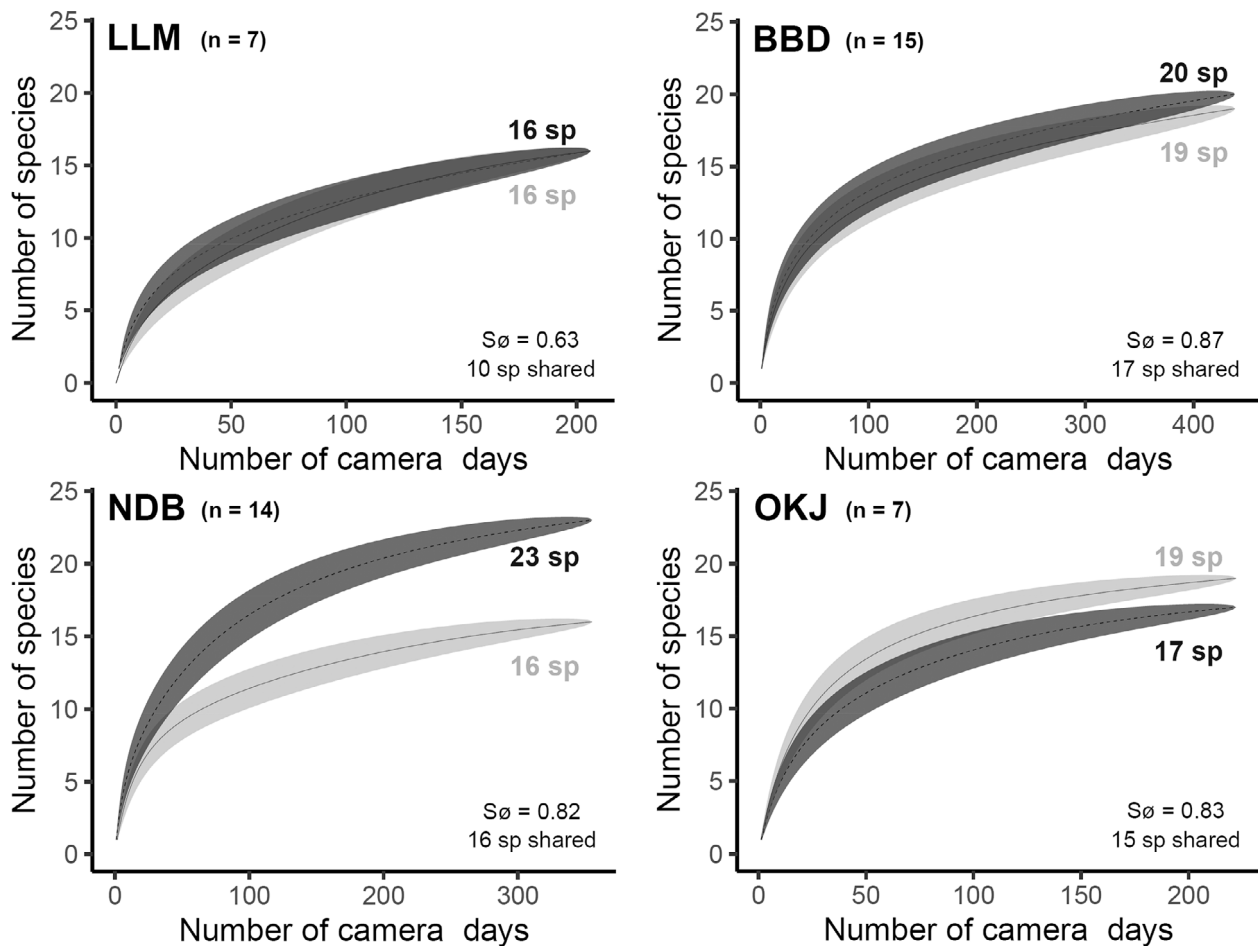 LLM (n = 7)
25
20
15
10
5
0
Number of species
16 sp
16 sp
Sø = 0.63
10 sp shared
0 50 100 150 200
Number of camera days
BBD (n = 15)
25
20
15
10
5
0
Number of species
20 sp
19 sp
Sø = 0.87
17 sp shared
0 100 200 300 400
Number of camera days
NDB (n = 14)
25
20
15
10
5
0
Number of species
23 sp
16 sp
Sø = 0.82
16 sp shared
0 100 200 300
Number of camera days
OKJ (n = 7)
25
20
15
10
5
0
Number of species
19 sp
17 sp
Sø = 0.83
15 sp shared
0 50 100 150 200
Number of camera days